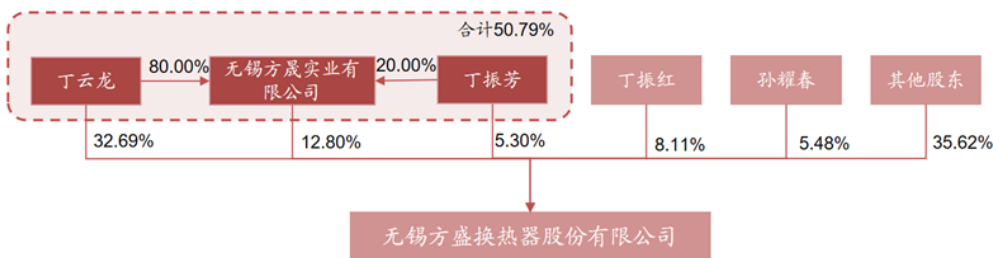 合计50.79%
丁云龙
80.00%
无锡方晟实业有
限公司
20.00%
丁振芳
丁振红
孙耀春
其他股东
32.69%
12.80%
5.30%
8.11%
5.48%
35.62%
无锡方盛换热器股份有限公司